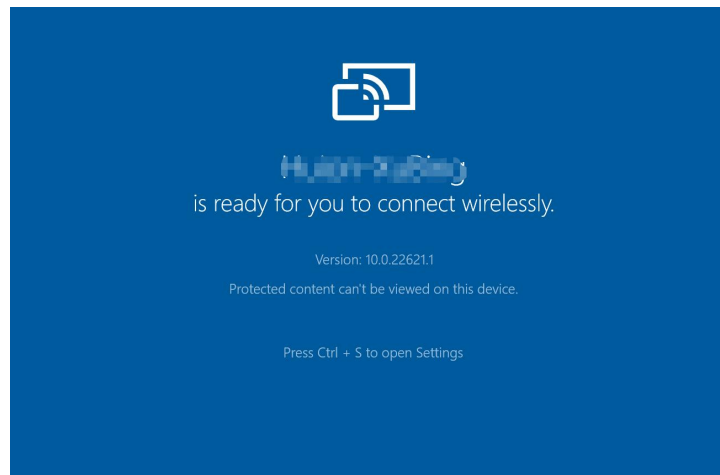 is ready for you to connect wirelessly.
Version: 10.0.22621.1
Protected content can't be viewed on this device.
Press Ctrl + S to open Settings